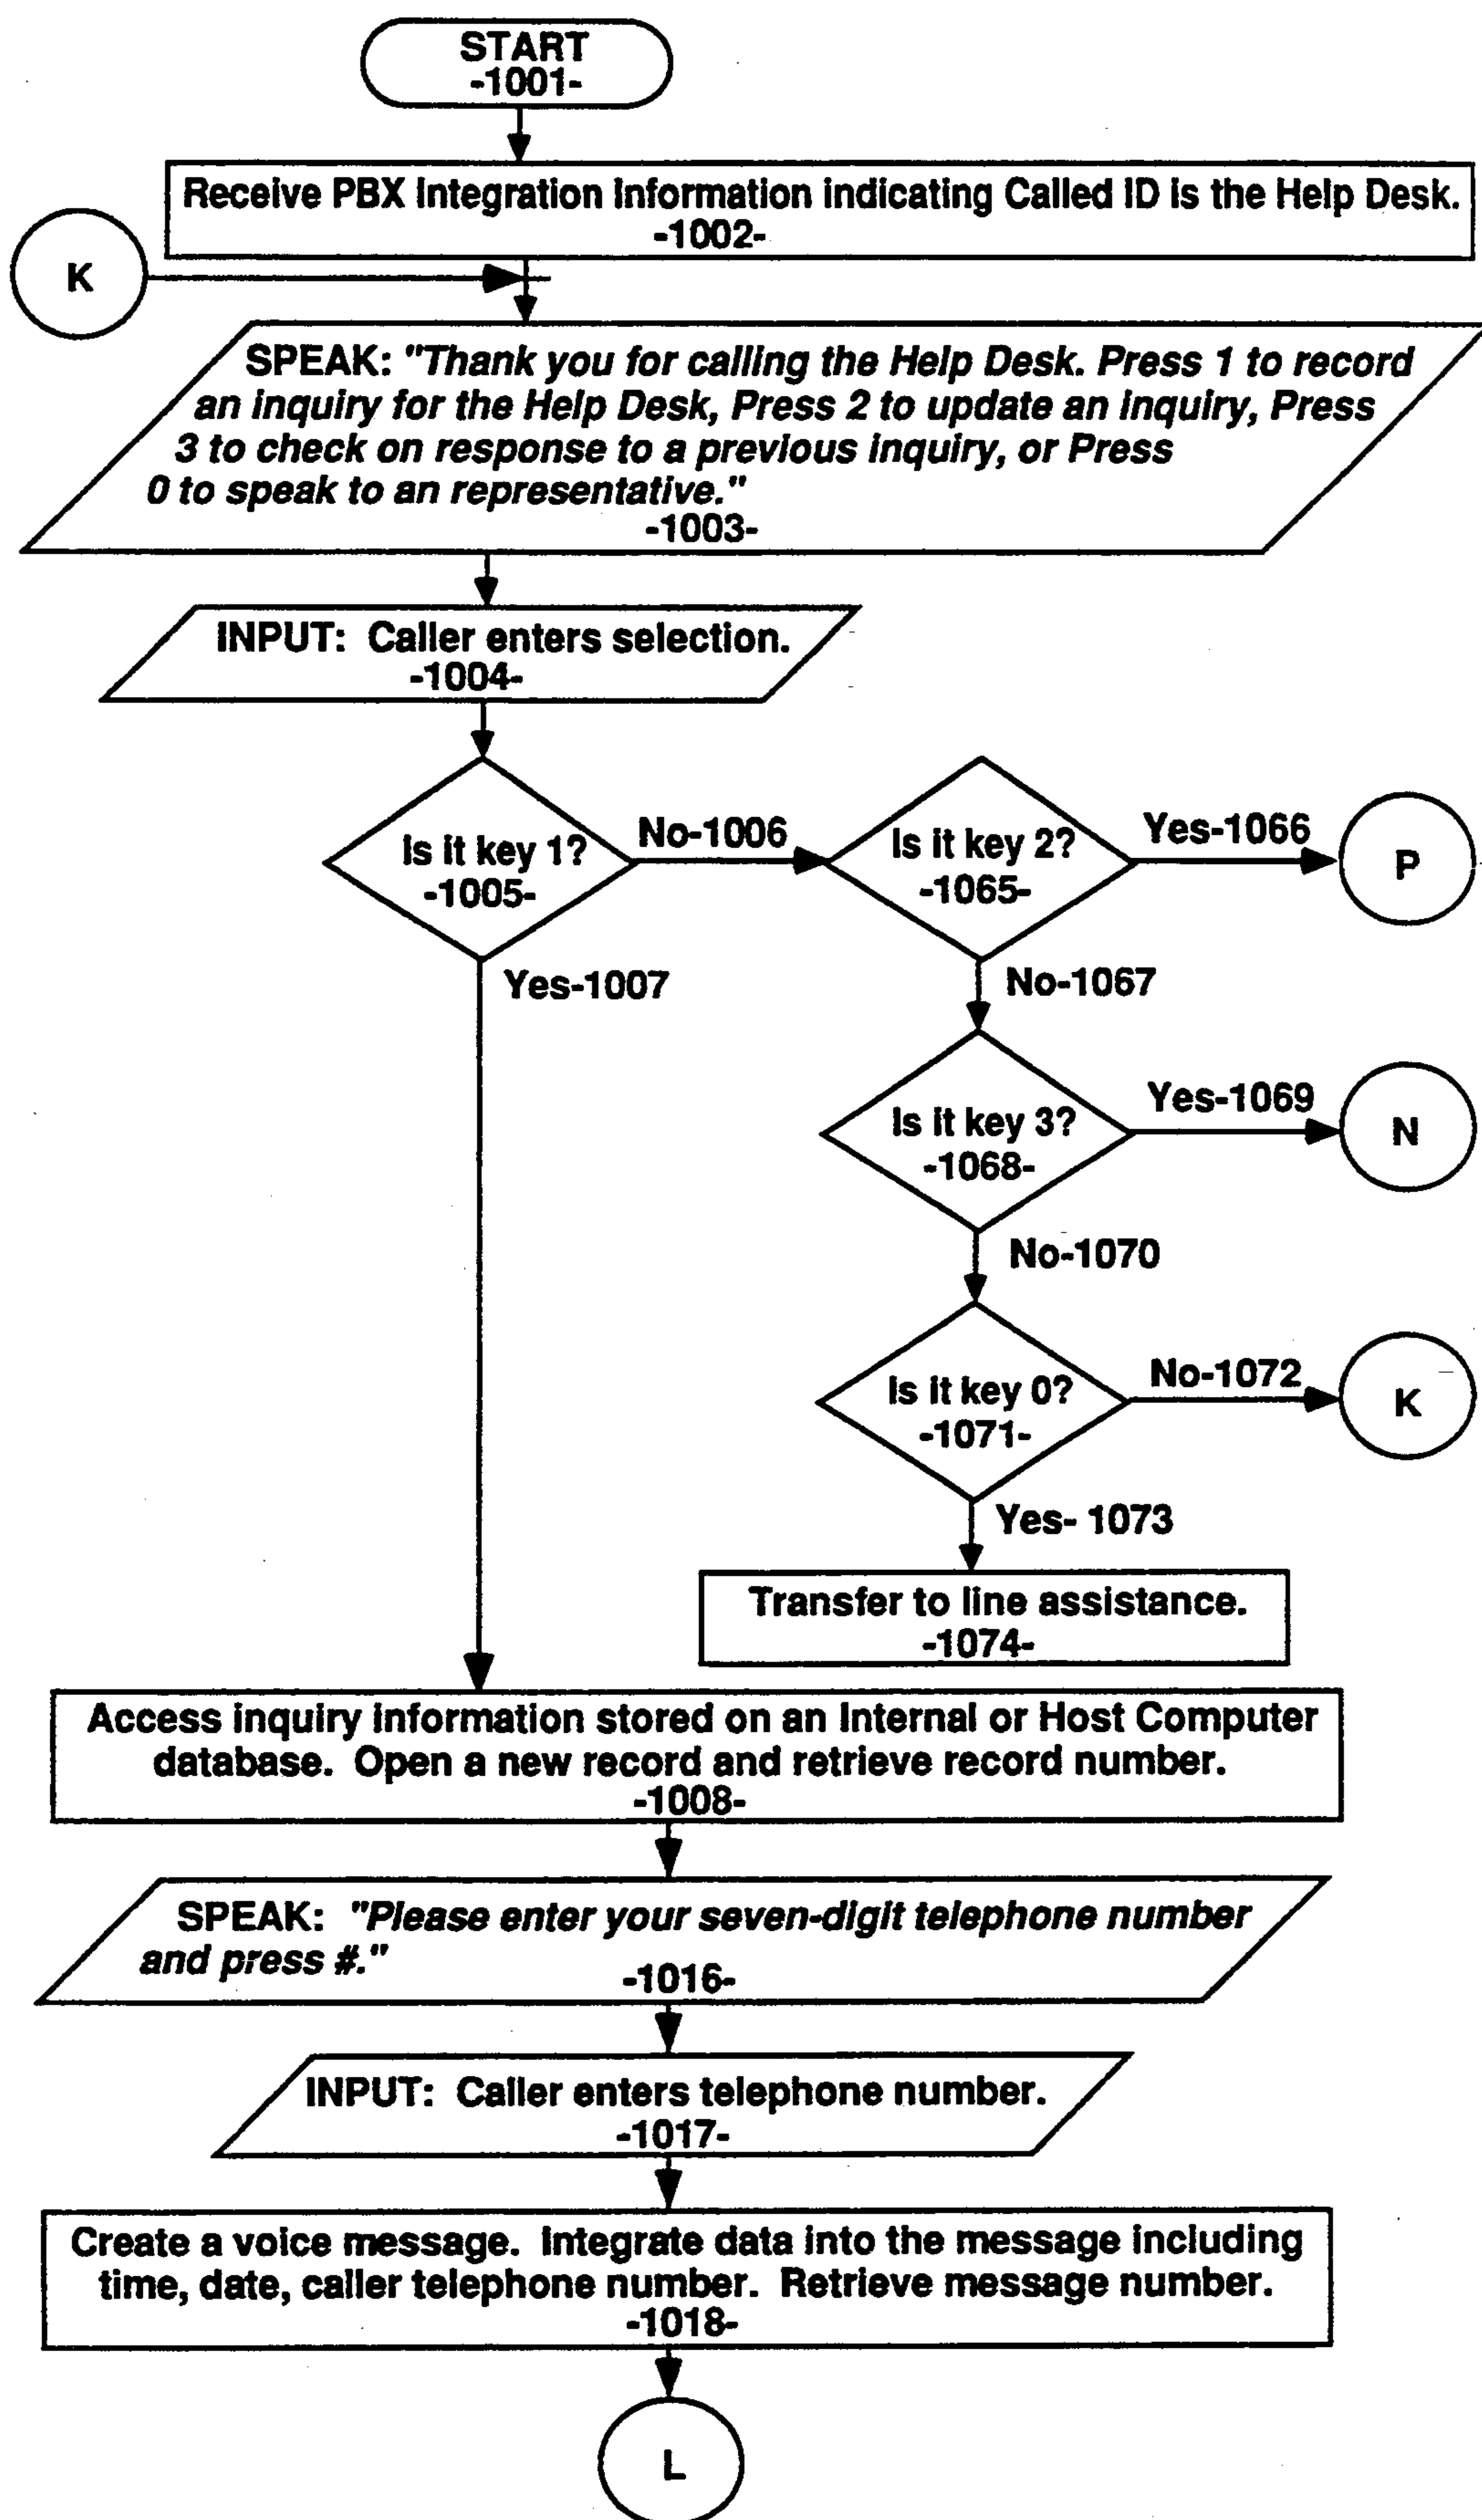 START
-1001-
Receive PBX Integration Information indicating Called ID is the Help Desk.
-1002-
K
SPEAK: "Thank you for calling the Help Desk. Press 1 to record
an inquiry for the Help Desk, Press 2 to update an inquiry, Press
3 to check on response to a previous inquiry, or Press
0 to speak to an representative."
-1003-
INPUT: Caller enters selection.
-1004-
Is it key 1?
-1005-
No-1006
Is it key 2?
-1065-
Yes-1066
P
Yes-1007
No-1067
Is it key 3?
-1068-
Yes-1069
N
No-1070
Is it key 0?
-1071-
No-1072
K
Yes- 1073
Transfer to line assistance.
-1074-
Access inquiry information stored on an Internal or Host Computer
database. Open a new record and retrieve record number.
-1008-
SPEAK: "Please enter your seven-digit telephone number
and press #."
-1016-
INPUT: Caller enters telephone number.
-1017-
Create a voice message. Integrate data into the message including
time, date, caller telephone number. Retrieve message number.
-1018-
L